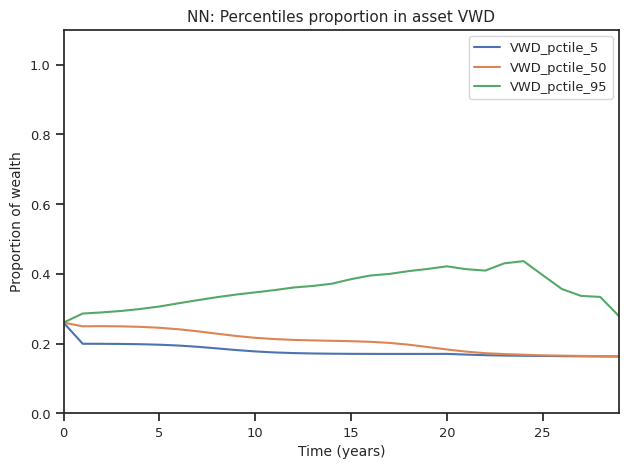 NN: Percentiles proportion in asset VWD
VWD_pctile_5
VWD_pctile_50
VWD_pctile_95
Proportion of wealth
1.0
0.8
0.6
0.4
0.2
0.0
0 5 10 15 20 25
Time (years)